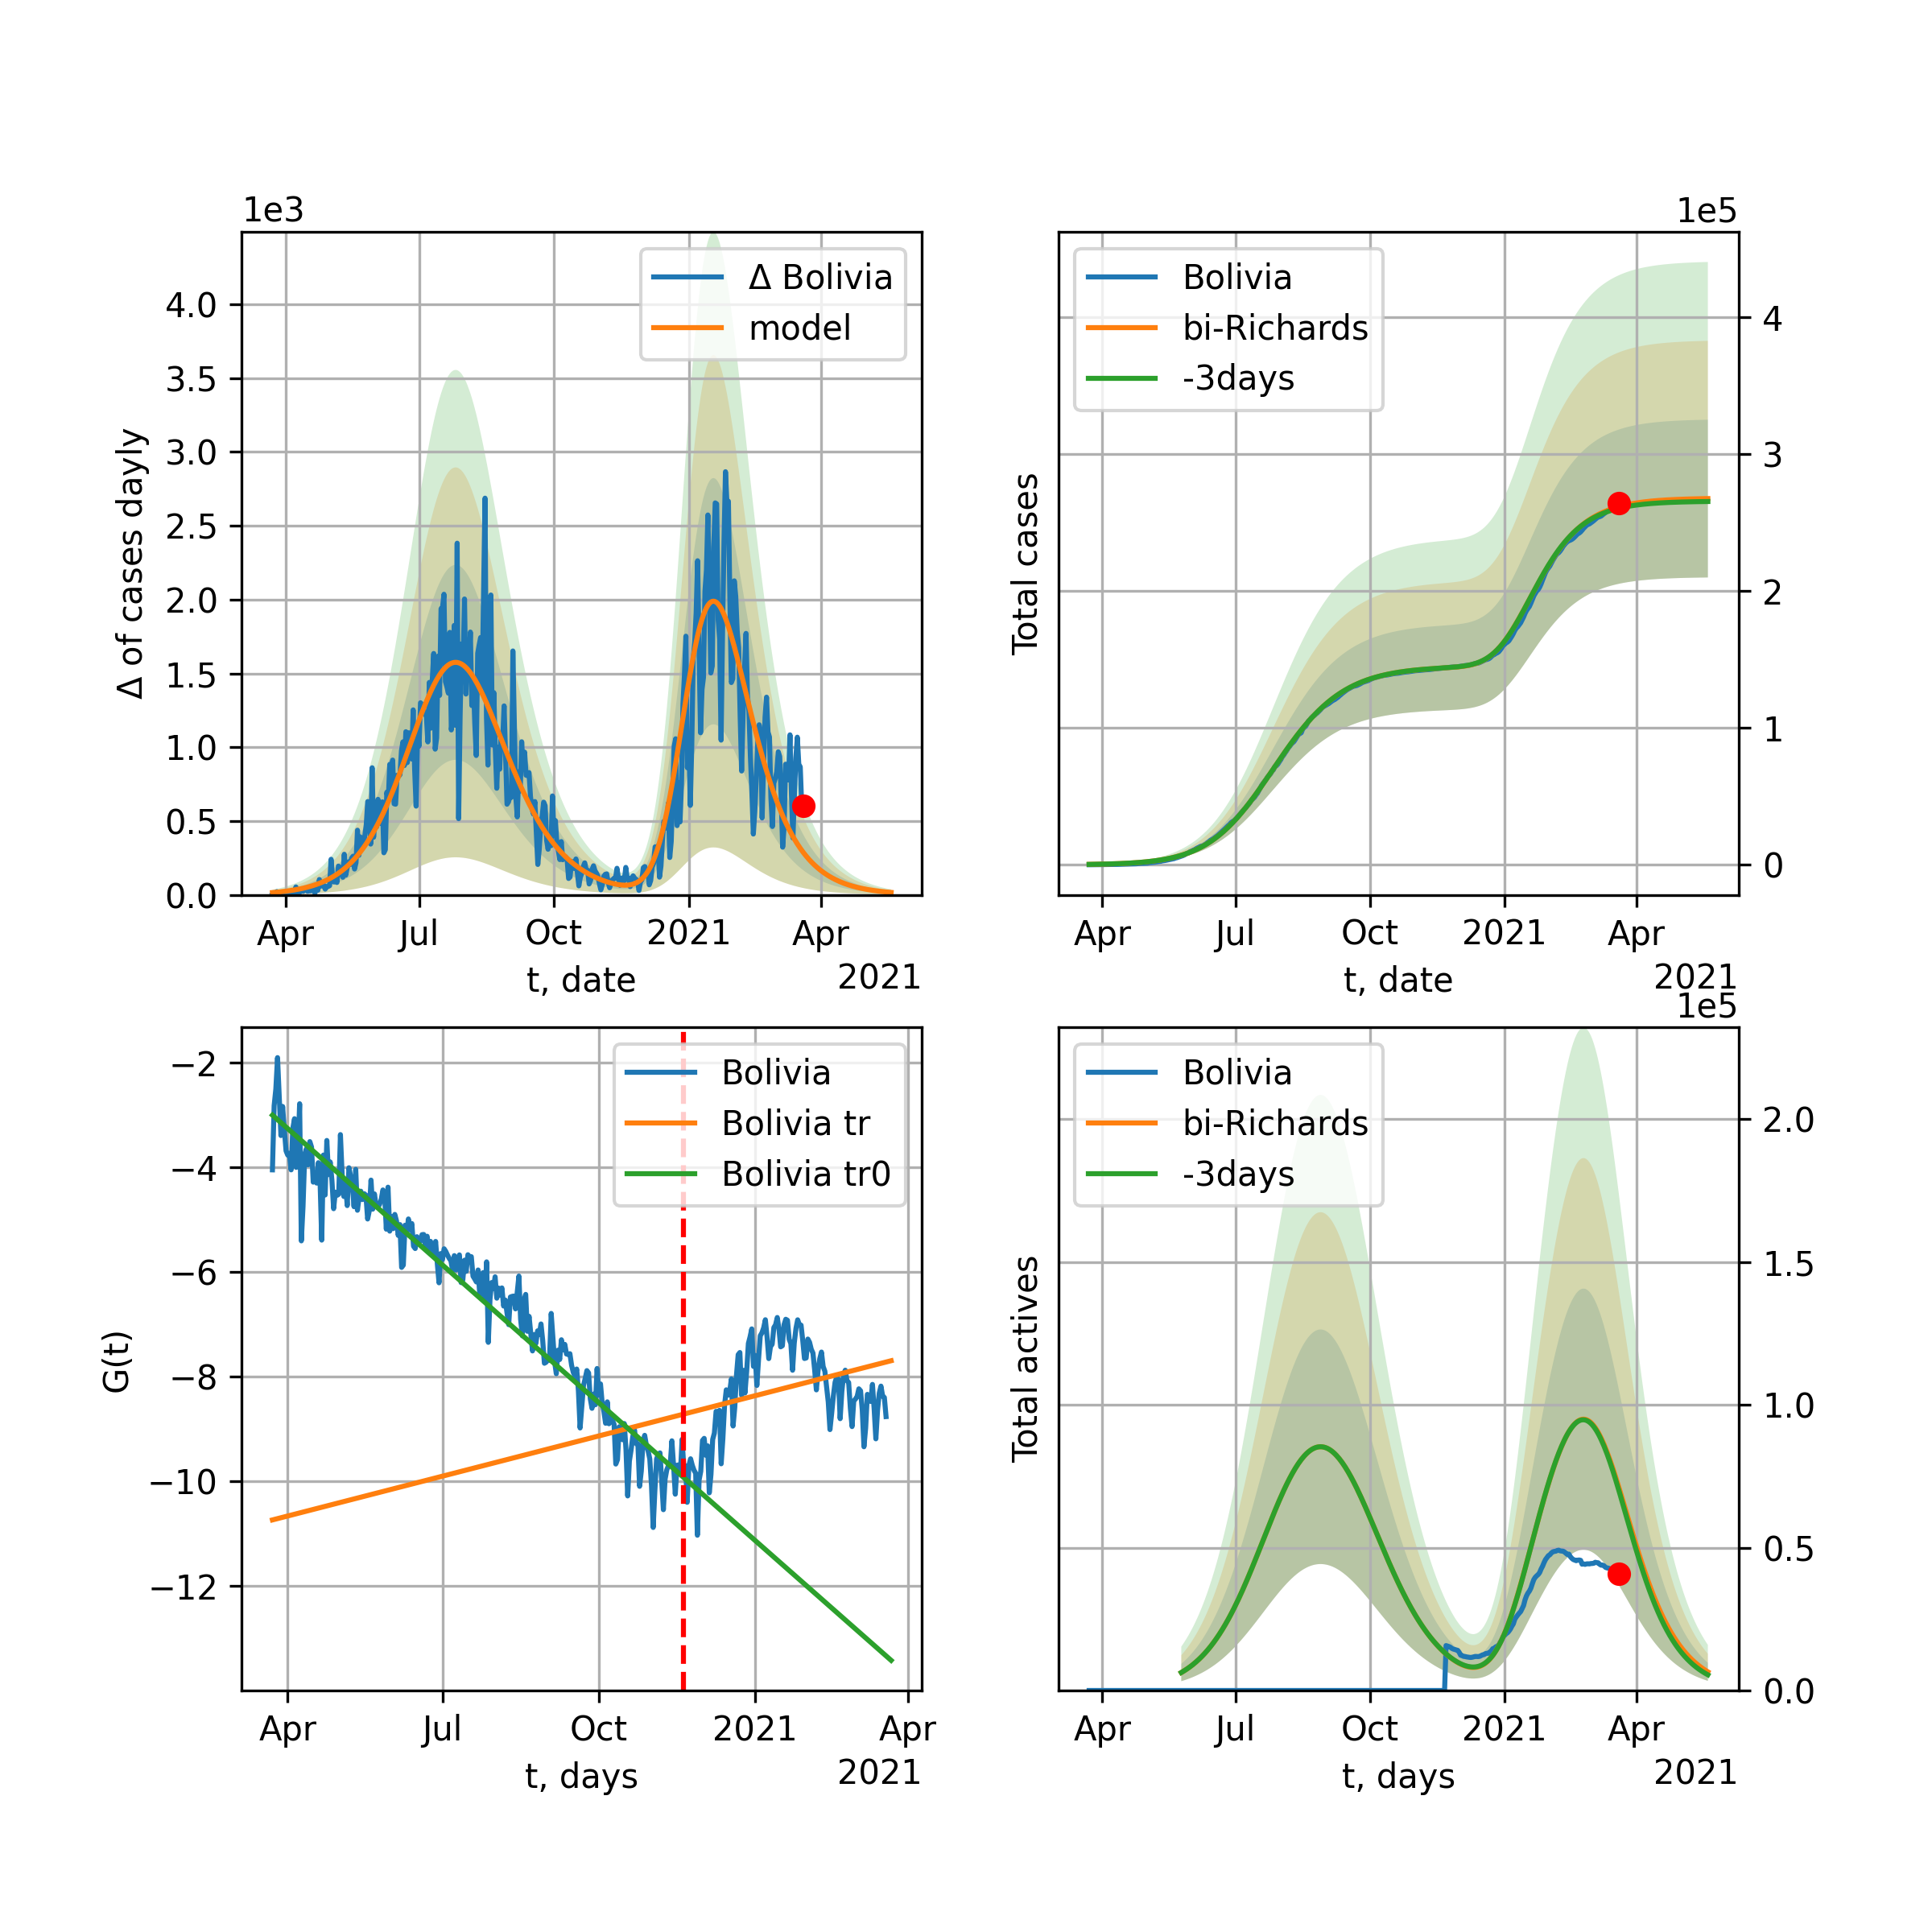 1e3
Δ of cases dayly
4.0
3.5
3.0
2.5
2.0
1.5
1.0
0.5
0.0
Δ Bolivia
model
Apr
Jul
Oct
2021
Apr
t, date
2021
1e5
Total cases
Bolivia
bi-Richards
-3days
4
3
2
1
0
Apr
Jul
Oct
2021
Apr
t, date
2021
G(t)
−2
−4
−6
−8
−10
−12
Bolivia
Bolivia tr
Bolivia tr0
Apr
Jul
Oct
2021
Apr
t, days
2021
1e5
Total actives
Bolivia
bi-Richards
-3days
2.0
1.5
1.0
0.5
0.0
Apr
Jul
Oct
2021
Apr
t, days
2021